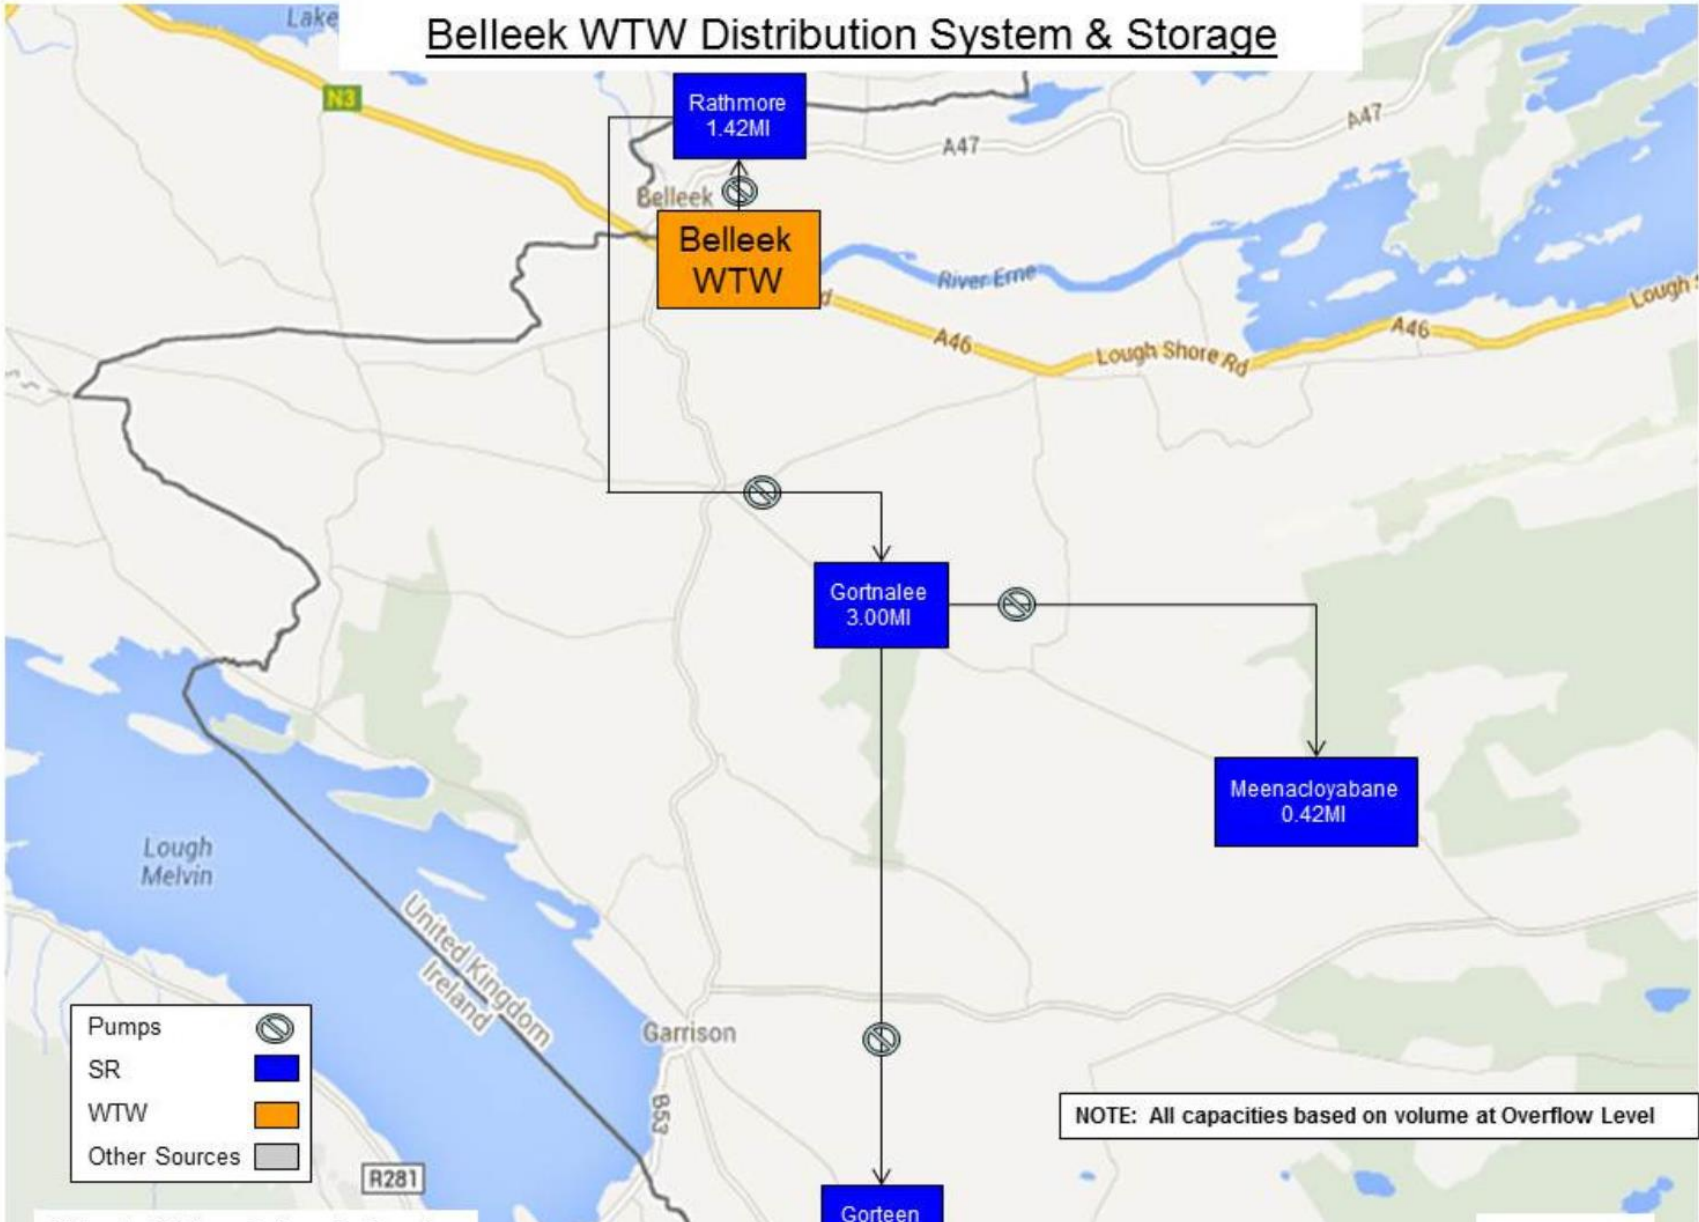 Belleek WTW Distribution System & Storage
Lake
N3
Rathmore
1.42Ml
A47
A47
Belleek
Belleek
WTW
River Erne
A46
Lough Shore Rd
A46
Lough
Gortnalee
3.00Ml
Meenacloyabane
0.42Ml
Lough
Melvin
United Kingdom
Ireland
Garrison
B53
Pumps
SR
WTW
Other Sources
R281
NOTE: All capacities based on volume at Overflow Level
Gorteen